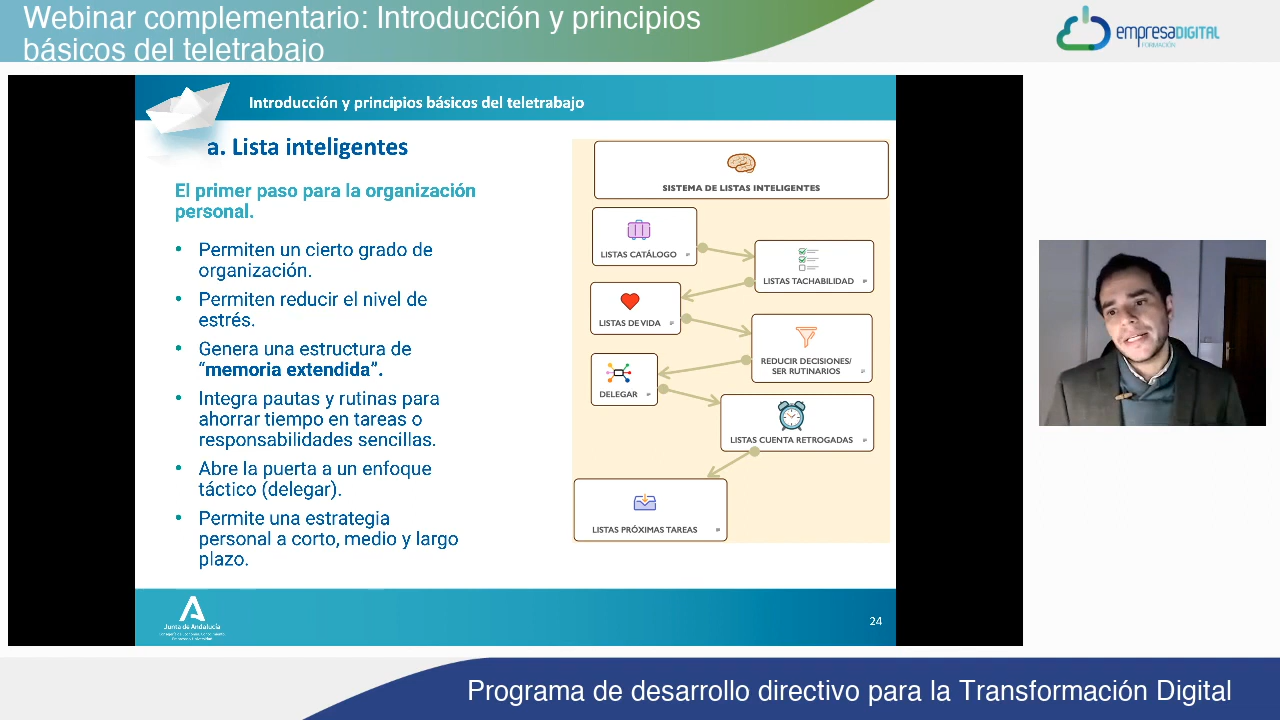 Webinar complementario: Introducción y principios
básicos del teletrabajo
empresaDIGITAL
FORMACIÓN
Introducción y principios básicos del teletrabajo
a. Lista inteligentes
El primer paso para la organización
personal.
• Permiten un cierto grado de
organización.
• Permiten reducir el nivel de
estrés.
• Genera una estructura de
“memoria extendida”.
• Integra pautas y rutinas para
ahorrar tiempo en tareas o
responsabilidades sencillas.
• Abre la puerta a un enfoque
táctico (delegar).
• Permite una estrategia
personal a corto, medio y largo
plazo.
SISTEMA DE LISTAS INTELIGENTES
LISTAS CATÁLOGO
LISTAS TACHABILIDAD
LISTAS DE VIDA
REDUCIR DECISIONES/
SER RUTINARIOS
DELEGAR
LISTAS CUENTA RETROGADAS
LISTAS PRÓXIMAS TAREAS
Junta de Andalucía
24
Programa de desarrollo directivo para la Transformación Digital